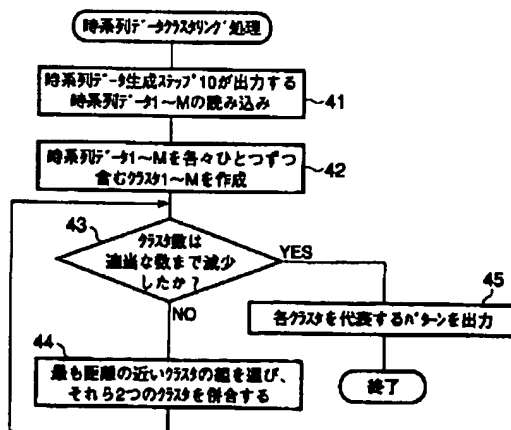 時系列ﾃﾞｰﾀｸﾗｽﾀﾘﾝｸﾞ処理
時系列ﾃﾞｰﾀ生成ｽﾃｯﾌﾟ10が出力する
時系列ﾃﾞｰﾀ1～Mの読み込み
41
時系列ﾃﾞｰﾀ1～Mを各々ひとつずつ
含むｸﾗｽﾀ1～Mを作成
42
43
ｸﾗｽﾀ数は
適当な数まで減少
したか?
YES
NO
44
最も距離の近いｸﾗｽﾀの組を選び、
それら2つのｸﾗｽﾀを併合する
45
各ｸﾗｽﾀを代表するﾊﾟﾀｰﾝを出力
終了